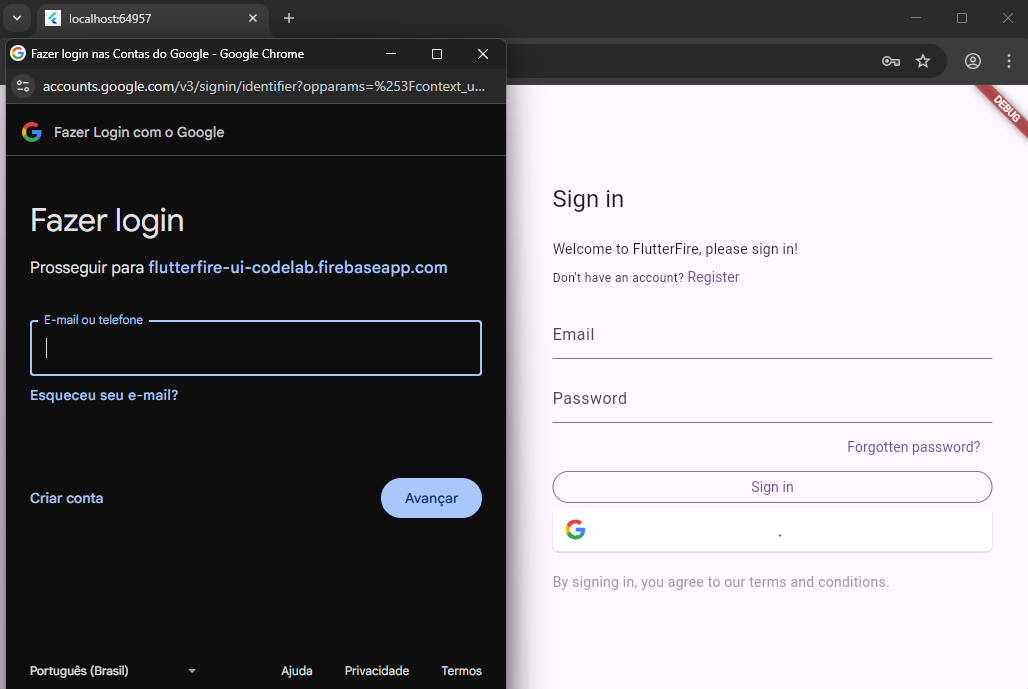 localhost:64957
Fazer login nas Contas do Google - Google Chrome
accounts.google.com/v3/signin/identifier?opparams=%253Fcontext_u...
Fazer Login com o Google
Fazer login
Prosseguir para flutterfire-ui-codelab.firebaseapp.com
E-mail ou telefone
Esqueceu seu e-mail?
Criar conta
Avançar
Português (Brasil)
Ajuda
Privacidade
Termos
DEBUG
Sign in
Welcome to FlutterFire, please sign in!
Don't have an account? Register
Email
Password
Forgotten password?
Sign in
.
By signing in, you agree to our terms and conditions.